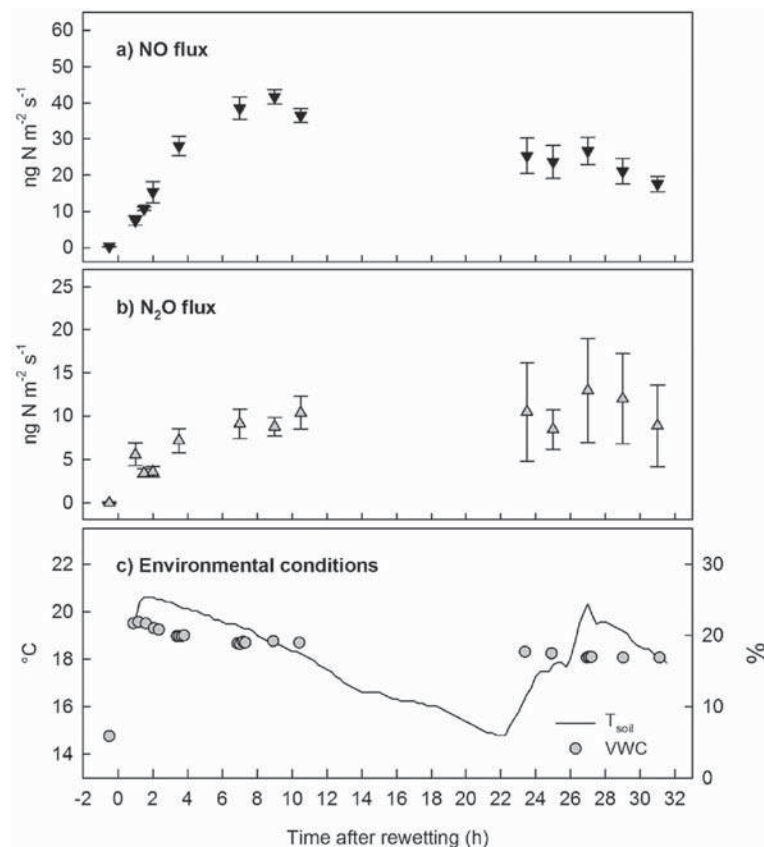 a) NO flux
60
50
40
30
20
10
0
ng N m⁻² s⁻¹
b) N₂O flux
25
20
15
10
5
0
ng N m⁻² s⁻¹
c) Environmental conditions
22
20
18
16
14
°C
30
20
10
0
%
T_soil
VWC
-2 0 2 4 6 8 10 12 14 16 18 20 22 24 26 27 30 32
Time after rewetting (h)